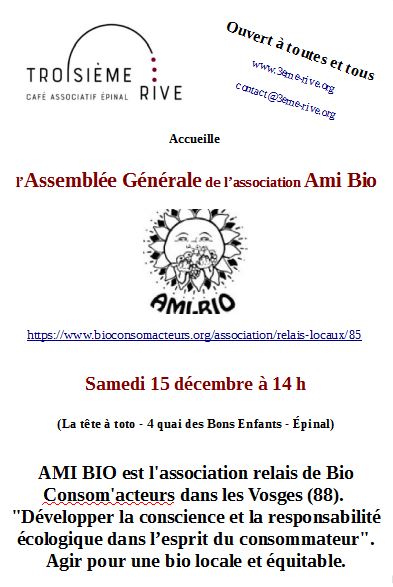 TROISIÈME
CAFÉ ASSOCIATIF ÉPINAL RIVE
Ouvert à toutes et tous
www.3eme-rive.org
contact@3eme-rive.org
Accueille
l'Assemblée Générale de l'association Ami Bio
AMI-BIO
https://www.bioconsomacteurs.org/association/relais-locaux/85
Samedi 15 décembre à 14 h
(La tête à toto - 4 quai des Bons Enfants - Épinal)
AMI BIO est l'association relais de Bio
Consom'acteurs dans les Vosges (88).
"Développer la conscience et la responsabilité
écologique dans l'esprit du consommateur".
Agir pour une bio locale et équitable.